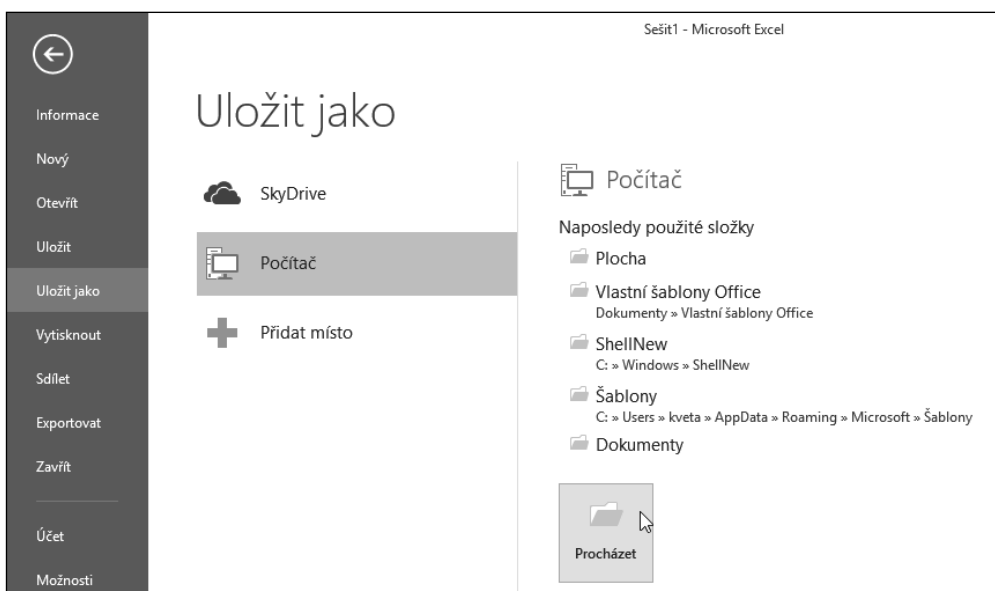 Sešit1 - Microsoft Excel
Informace
Nový
Otevřít
Uložit
Uložit jako
Vytisknout
Sdílet
Exportovat
Zavřít
Účet
Možnosti
Uložit jako
SkyDrive
Počítač
Přidat místo
Počítač
Naposledy použité složky
Plocha
Vlastní šablony Office
Dokumenty » Vlastní šablony Office
ShellNew
C: » Windows » ShellNew
Šablony
C: » Users » kveta » AppData » Roaming » Microsoft » Šablony
Dokumenty
Procházet